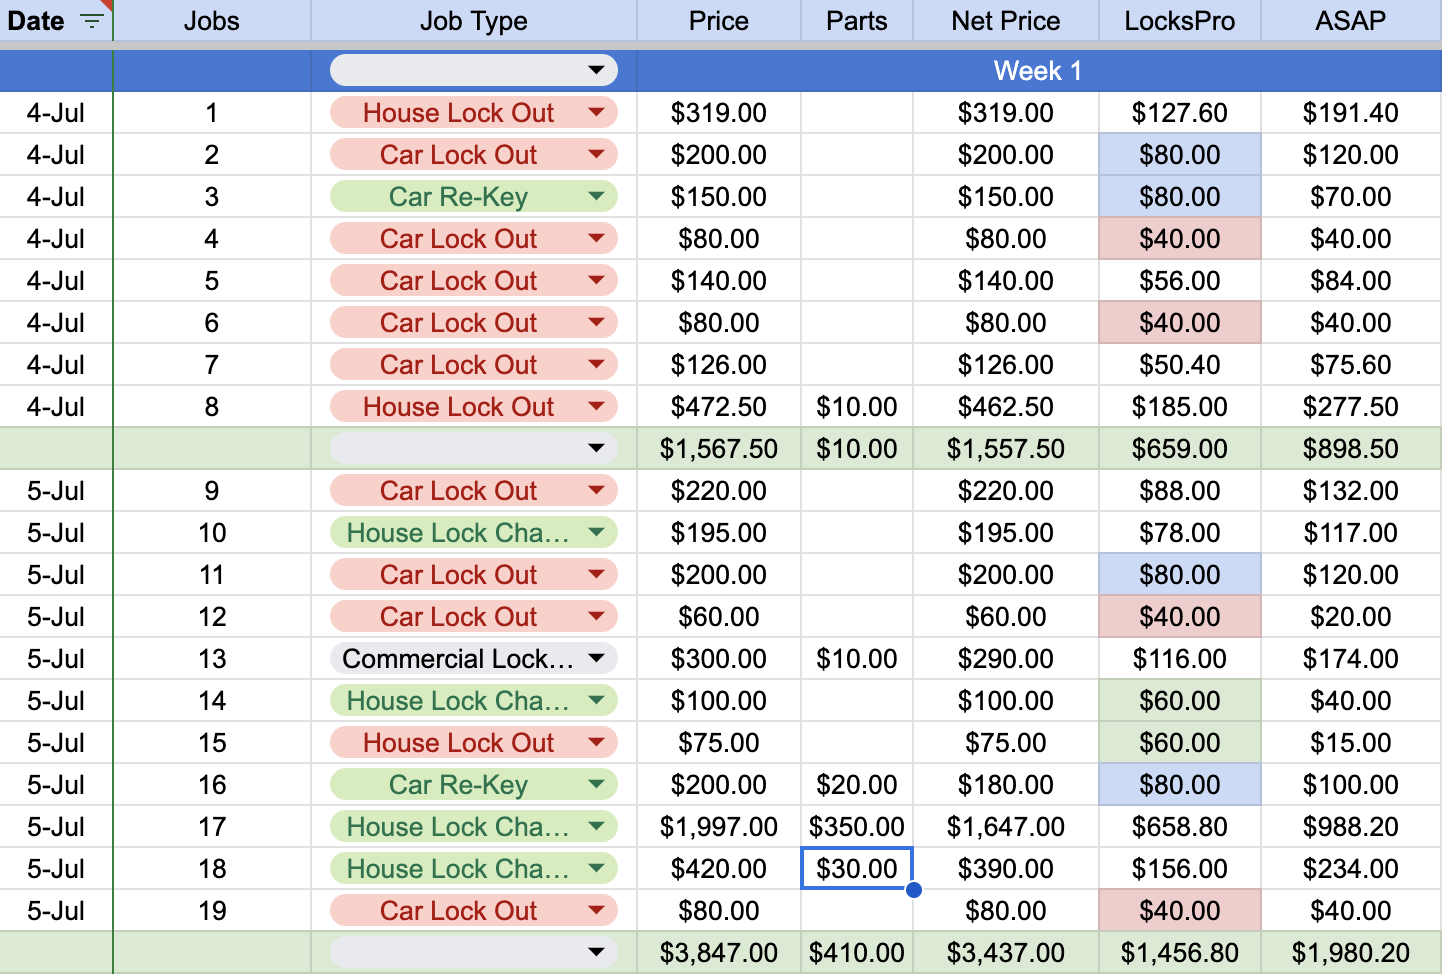 Date Jobs Job Type Price Parts Net Price LocksPro ASAP
Week 1
4-Jul 1 House Lock Out $319.00 $319.00 $127.60 $191.40
4-Jul 2 Car Lock Out $200.00 $200.00 $80.00 $120.00
4-Jul 3 Car Re-Key $150.00 $150.00 $80.00 $70.00
4-Jul 4 Car Lock Out $80.00 $80.00 $40.00 $40.00
4-Jul 5 Car Lock Out $140.00 $140.00 $56.00 $84.00
4-Jul 6 Car Lock Out $80.00 $80.00 $40.00 $40.00
4-Jul 7 Car Lock Out $126.00 $126.00 $50.40 $75.60
4-Jul 8 House Lock Out $472.50 $10.00 $462.50 $185.00 $277.50
$1,567.50 $10.00 $1,557.50 $659.00 $898.50
5-Jul 9 Car Lock Out $220.00 $220.00 $88.00 $132.00
5-Jul 10 House Lock Cha... $195.00 $195.00 $78.00 $117.00
5-Jul 11 Car Lock Out $200.00 $200.00 $80.00 $120.00
5-Jul 12 Car Lock Out $60.00 $60.00 $40.00 $20.00
5-Jul 13 Commercial Lock... $300.00 $10.00 $290.00 $116.00 $174.00
5-Jul 14 House Lock Cha... $100.00 $100.00 $60.00 $40.00
5-Jul 15 House Lock Out $75.00 $75.00 $60.00 $15.00
5-Jul 16 Car Re-Key $200.00 $20.00 $180.00 $80.00 $100.00
5-Jul 17 House Lock Cha... $1,997.00 $350.00 $1,647.00 $658.80 $988.20
5-Jul 18 House Lock Cha... $420.00 $30.00 $390.00 $156.00 $234.00
5-Jul 19 Car Lock Out $80.00 $80.00 $40.00 $40.00
$3,847.00 $410.00 $3,437.00 $1,456.80 $1,980.20